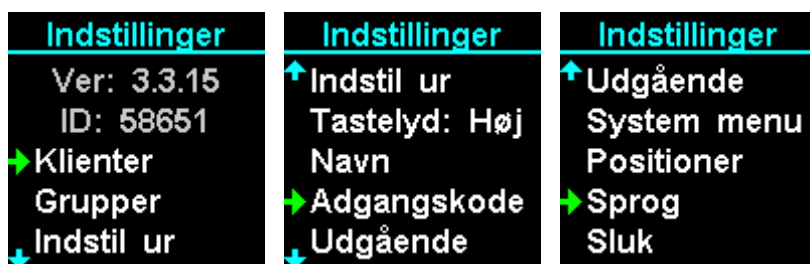 Indstillinger
Ver: 3.3.15
ID: 58651
Klienter
Grupper
Indstil ur
Indstillinger
Indstil ur
Tastelyd: Høj
Navn
Adgangskode
Udgående
Indstillinger
Udgående
System menu
Positioner
Sprog
Sluk